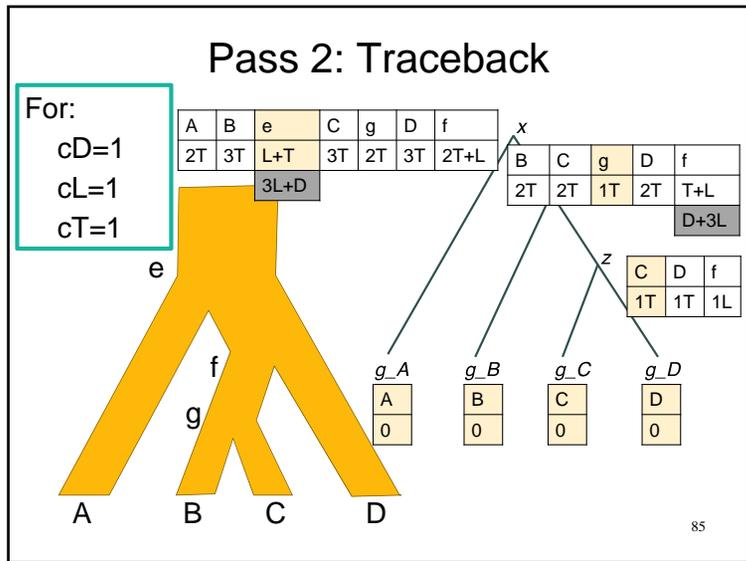 Pass 2: Traceback
For:
cD=1
cL=1
cT=1
A B e C g D f
2T 3T L+T 3T 2T 3T 2T+L
3L+D
x
B C g D f
2T 2T 1T 2T T+L
D+3L
z
C D f
1T 1T 1L
e
f
g
A B C D
g_A g_B g_C g_D
A B C D
0 0 0 0
85